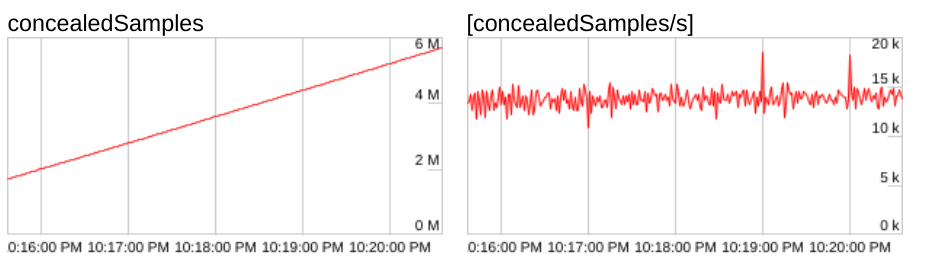 concealedSamples
6 M
4 M
2 M
0 M
0:16:00 PM 10:17:00 PM 10:18:00 PM 10:19:00 PM 10:20:00 PM
[concealedSamples/s]
20 k
15 k
10 k
5 k
0 k
0:16:00 PM 10:17:00 PM 10:18:00 PM 10:19:00 PM 10:20:00 PM